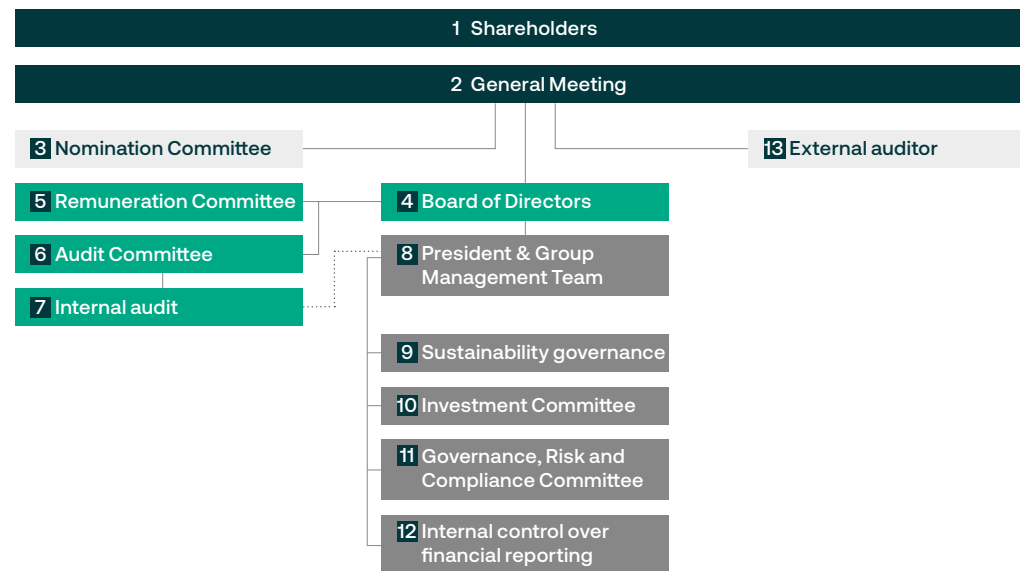 1 Shareholders
2 General Meeting
3 Nomination Committee
13 External auditor
5 Remuneration Committee
4 Board of Directors
6 Audit Committee
8 President & Group
Management Team
7 Internal audit
9 Sustainability governance
10 Investment Committee
11 Governance, Risk and
Compliance Committee
12 Internal control over
financial reporting